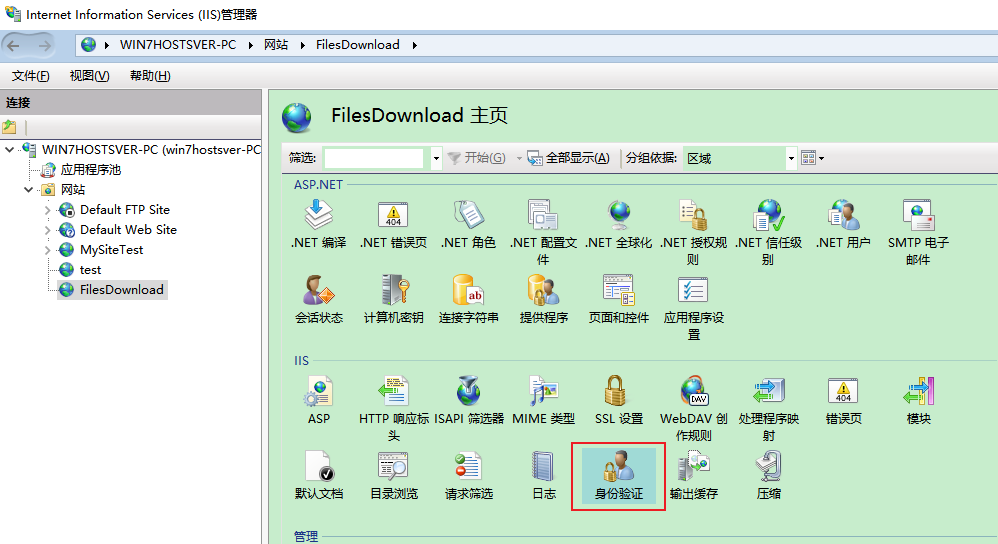 Internet Information Services (IIS)管理器
WIN7HOSTSVER-PC
网站
FilesDownload
文件(F)
视图(V)
帮助(H)
连接
WIN7HOSTSVER-PC (win7hostsver-PC
应用程序池
网站
Default FTP Site
Default Web Site
MySiteTest
test
FilesDownload
FilesDownload 主页
筛选:
开始(G)
全部显示(A)
分组依据:
区域
ASP.NET
.NET 编译
.NET 错误页
404
.NET 角色
.NET 配置文
件
.NET 全球化
.NET 授权规
则
.NET 信任级
别
.NET 用户
SMTP 电子
邮件
会话状态
计算机密钥
ab
连接字符串
提供程序
页面和控件
应用程序设
置
IIS
ASP
HTTP 响应标
头
ISAPI 筛选器
MIME 类型
SSL 设置
DAV
WebDAV 创
作规则
处理程序映
射
404
错误页
模块
默认文档
目录浏览
请求筛选
日志
身份验证
输出缓存
压缩
管理